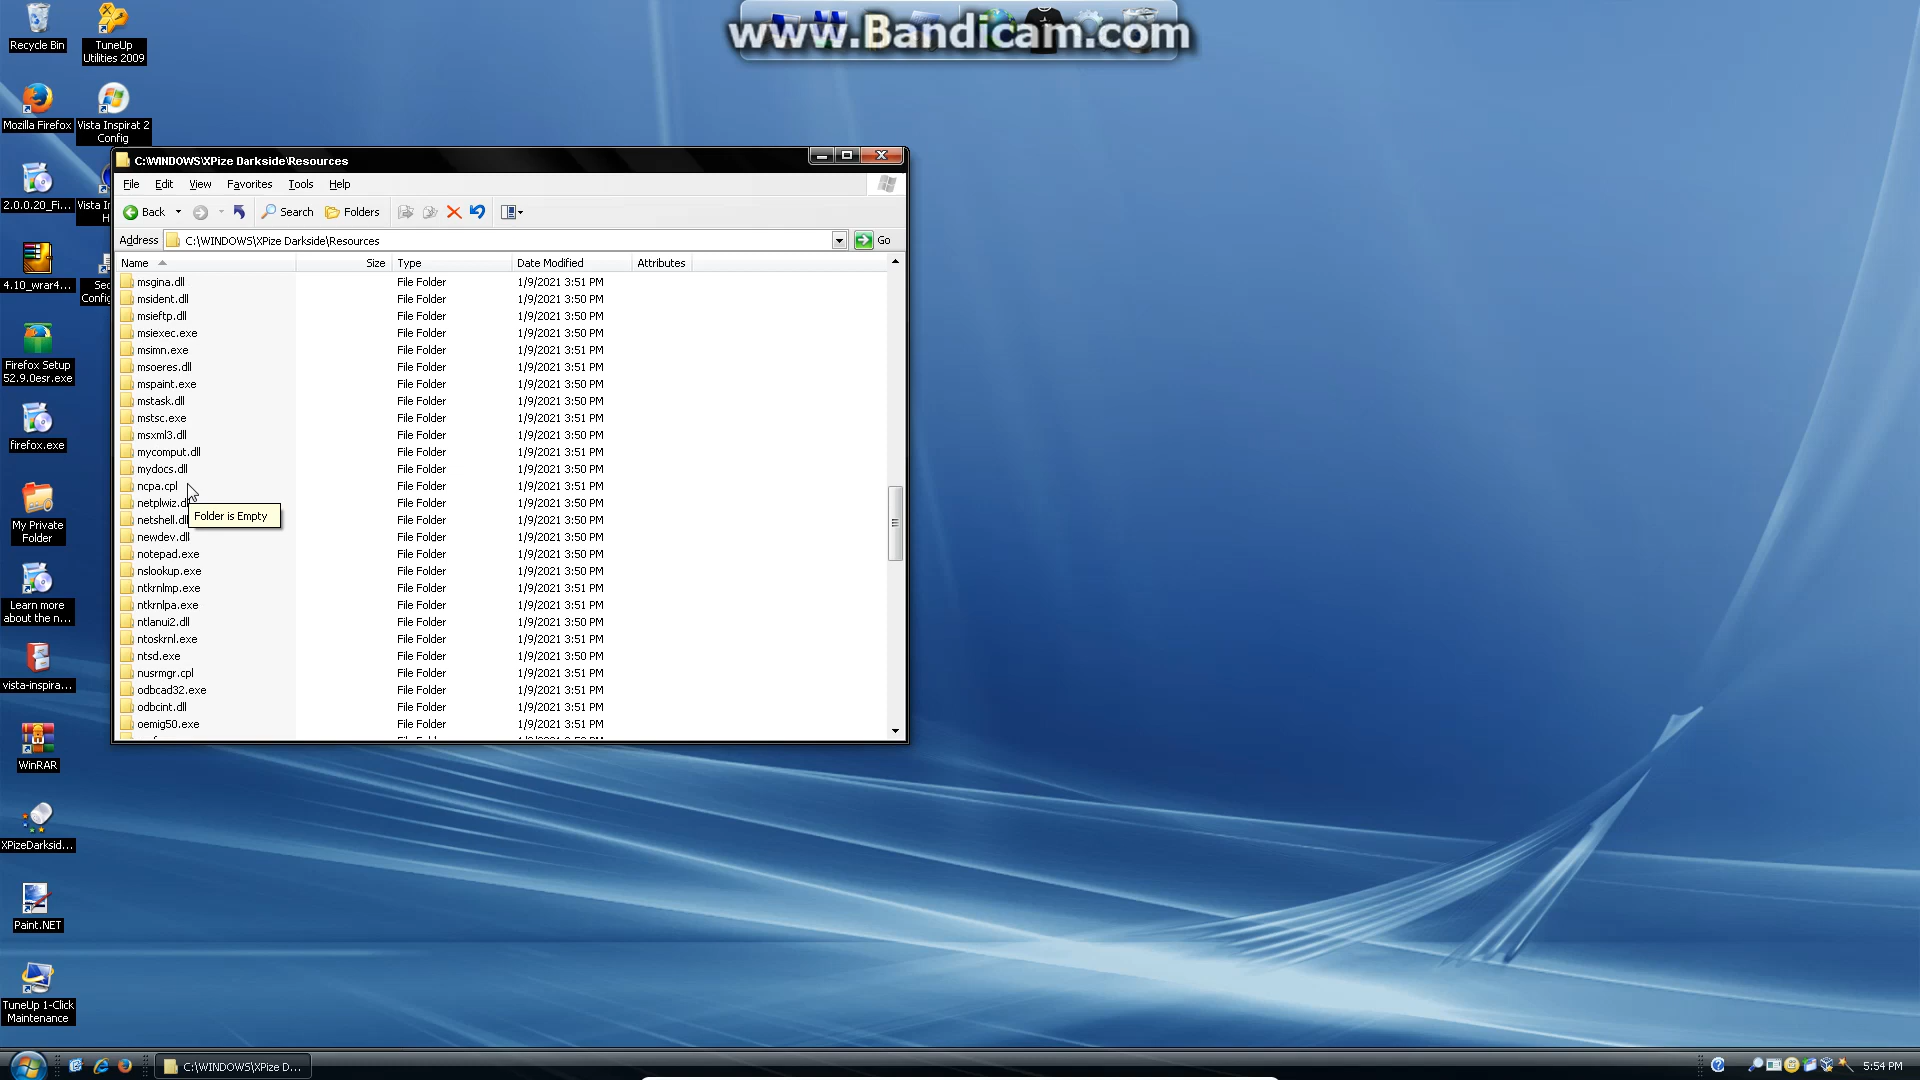 www.Bandicam.com
Recycle Bin
TuneUp
Utilities 2009
Mozilla Firefox
Vista Inspirat 2
Config
2.0.0.20_Fi...
Vista In
H
4.10_wrar4...
Sec
Config
Firefox Setup
52.9.0esr.exe
firefox.exe
My Private
Folder
Learn more
about the n...
vista-inspira...
WinRAR
XPizeDarksid...
Paint.NET
TuneUp 1-Click
Maintenance
C:\WINDOWS\XPize Darkside\Resources
File Edit View Favorites Tools Help
Back Search Folders
Address C:\WINDOWS\XPize Darkside\Resources Go
Name Size Type Date Modified Attributes
msgina.dll File Folder 1/9/2021 3:51 PM
msident.dll File Folder 1/9/2021 3:50 PM
msieftp.dll File Folder 1/9/2021 3:50 PM
msiexec.exe File Folder 1/9/2021 3:50 PM
msimn.exe File Folder 1/9/2021 3:51 PM
msoeres.dll File Folder 1/9/2021 3:51 PM
mspaint.exe File Folder 1/9/2021 3:50 PM
mstask.dll File Folder 1/9/2021 3:50 PM
mstsc.exe File Folder 1/9/2021 3:51 PM
msxml3.dll File Folder 1/9/2021 3:50 PM
mycomput.dll File Folder 1/9/2021 3:50 PM
mydocs.dll File Folder 1/9/2021 3:50 PM
ncpa.cpl File Folder 1/9/2021 3:50 PM
netplwiz.dll File Folder 1/9/2021 3:50 PM
Folder is Empty
netshell.dll File Folder 1/9/2021 3:50 PM
newdev.dll File Folder 1/9/2021 3:51 PM
notepad.exe File Folder 1/9/2021 3:50 PM
nslookup.exe File Folder 1/9/2021 3:50 PM
ntkrnlmp.exe File Folder 1/9/2021 3:51 PM
ntkrnlpa.exe File Folder 1/9/2021 3:51 PM
ntlanui2.dll File Folder 1/9/2021 3:50 PM
ntoskrnl.exe File Folder 1/9/2021 3:51 PM
ntsd.exe File Folder 1/9/2021 3:50 PM
nusrmgr.cpl File Folder 1/9/2021 3:51 PM
odbcad32.exe File Folder 1/9/2021 3:51 PM
odbcint.dll File Folder 1/9/2021 3:50 PM
oemig50.exe File Folder 1/9/2021 3:51 PM
C:\WINDOWS\XPize D...
5:54 PM